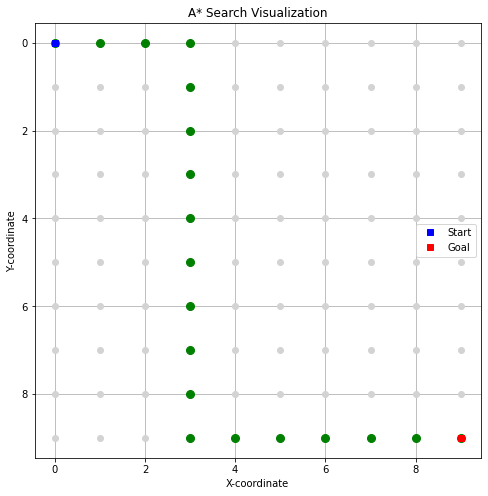 A* Search Visualization
0
2
4
6
8
Y-coordinate
Start
Goal
0 2 4 6 8
X-coordinate